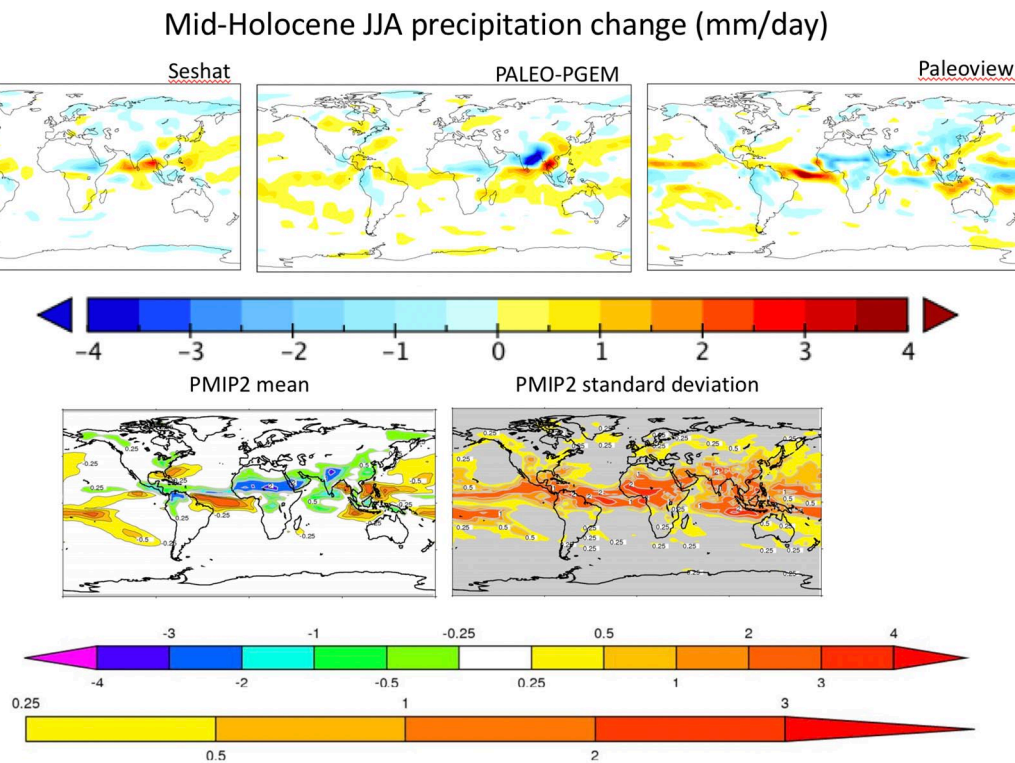 Mid-Holocene JJA precipitation change (mm/day)
Seshat PALEO-PGEM Paleoview
−4 −3 −2 −1 0 1 2 3 4
PMIP2 mean PMIP2 standard deviation
-3 -1 -0.25 0.5 2 4
-4 -2 -0.5 0.25 1 3
0.25 1 3
0.5 2